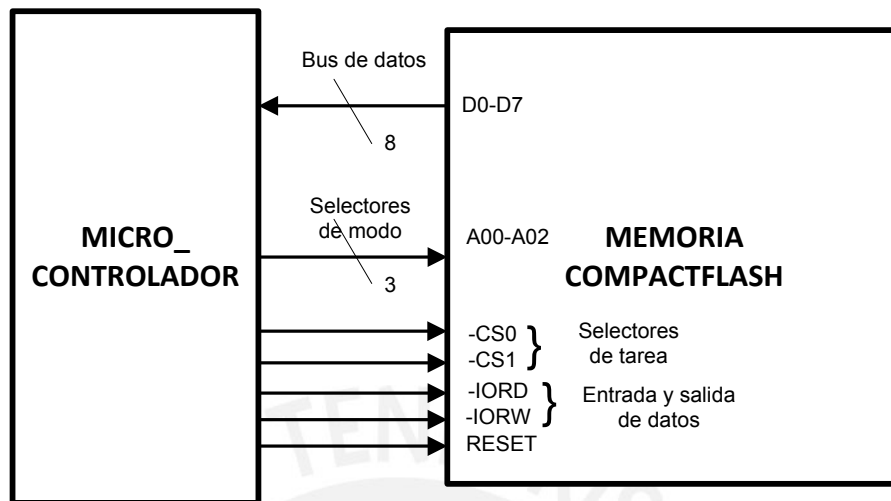 Bus de datos
D0-D7
8
Selectores
de modo
A00-A02
3
MICRO_
CONTROLADOR
MEMORIA
COMPACTFLASH
-CS0
-CS1
}
Selectores
de tarea
-IORD
-IORW
}
Entrada y salida
de datos
RESET